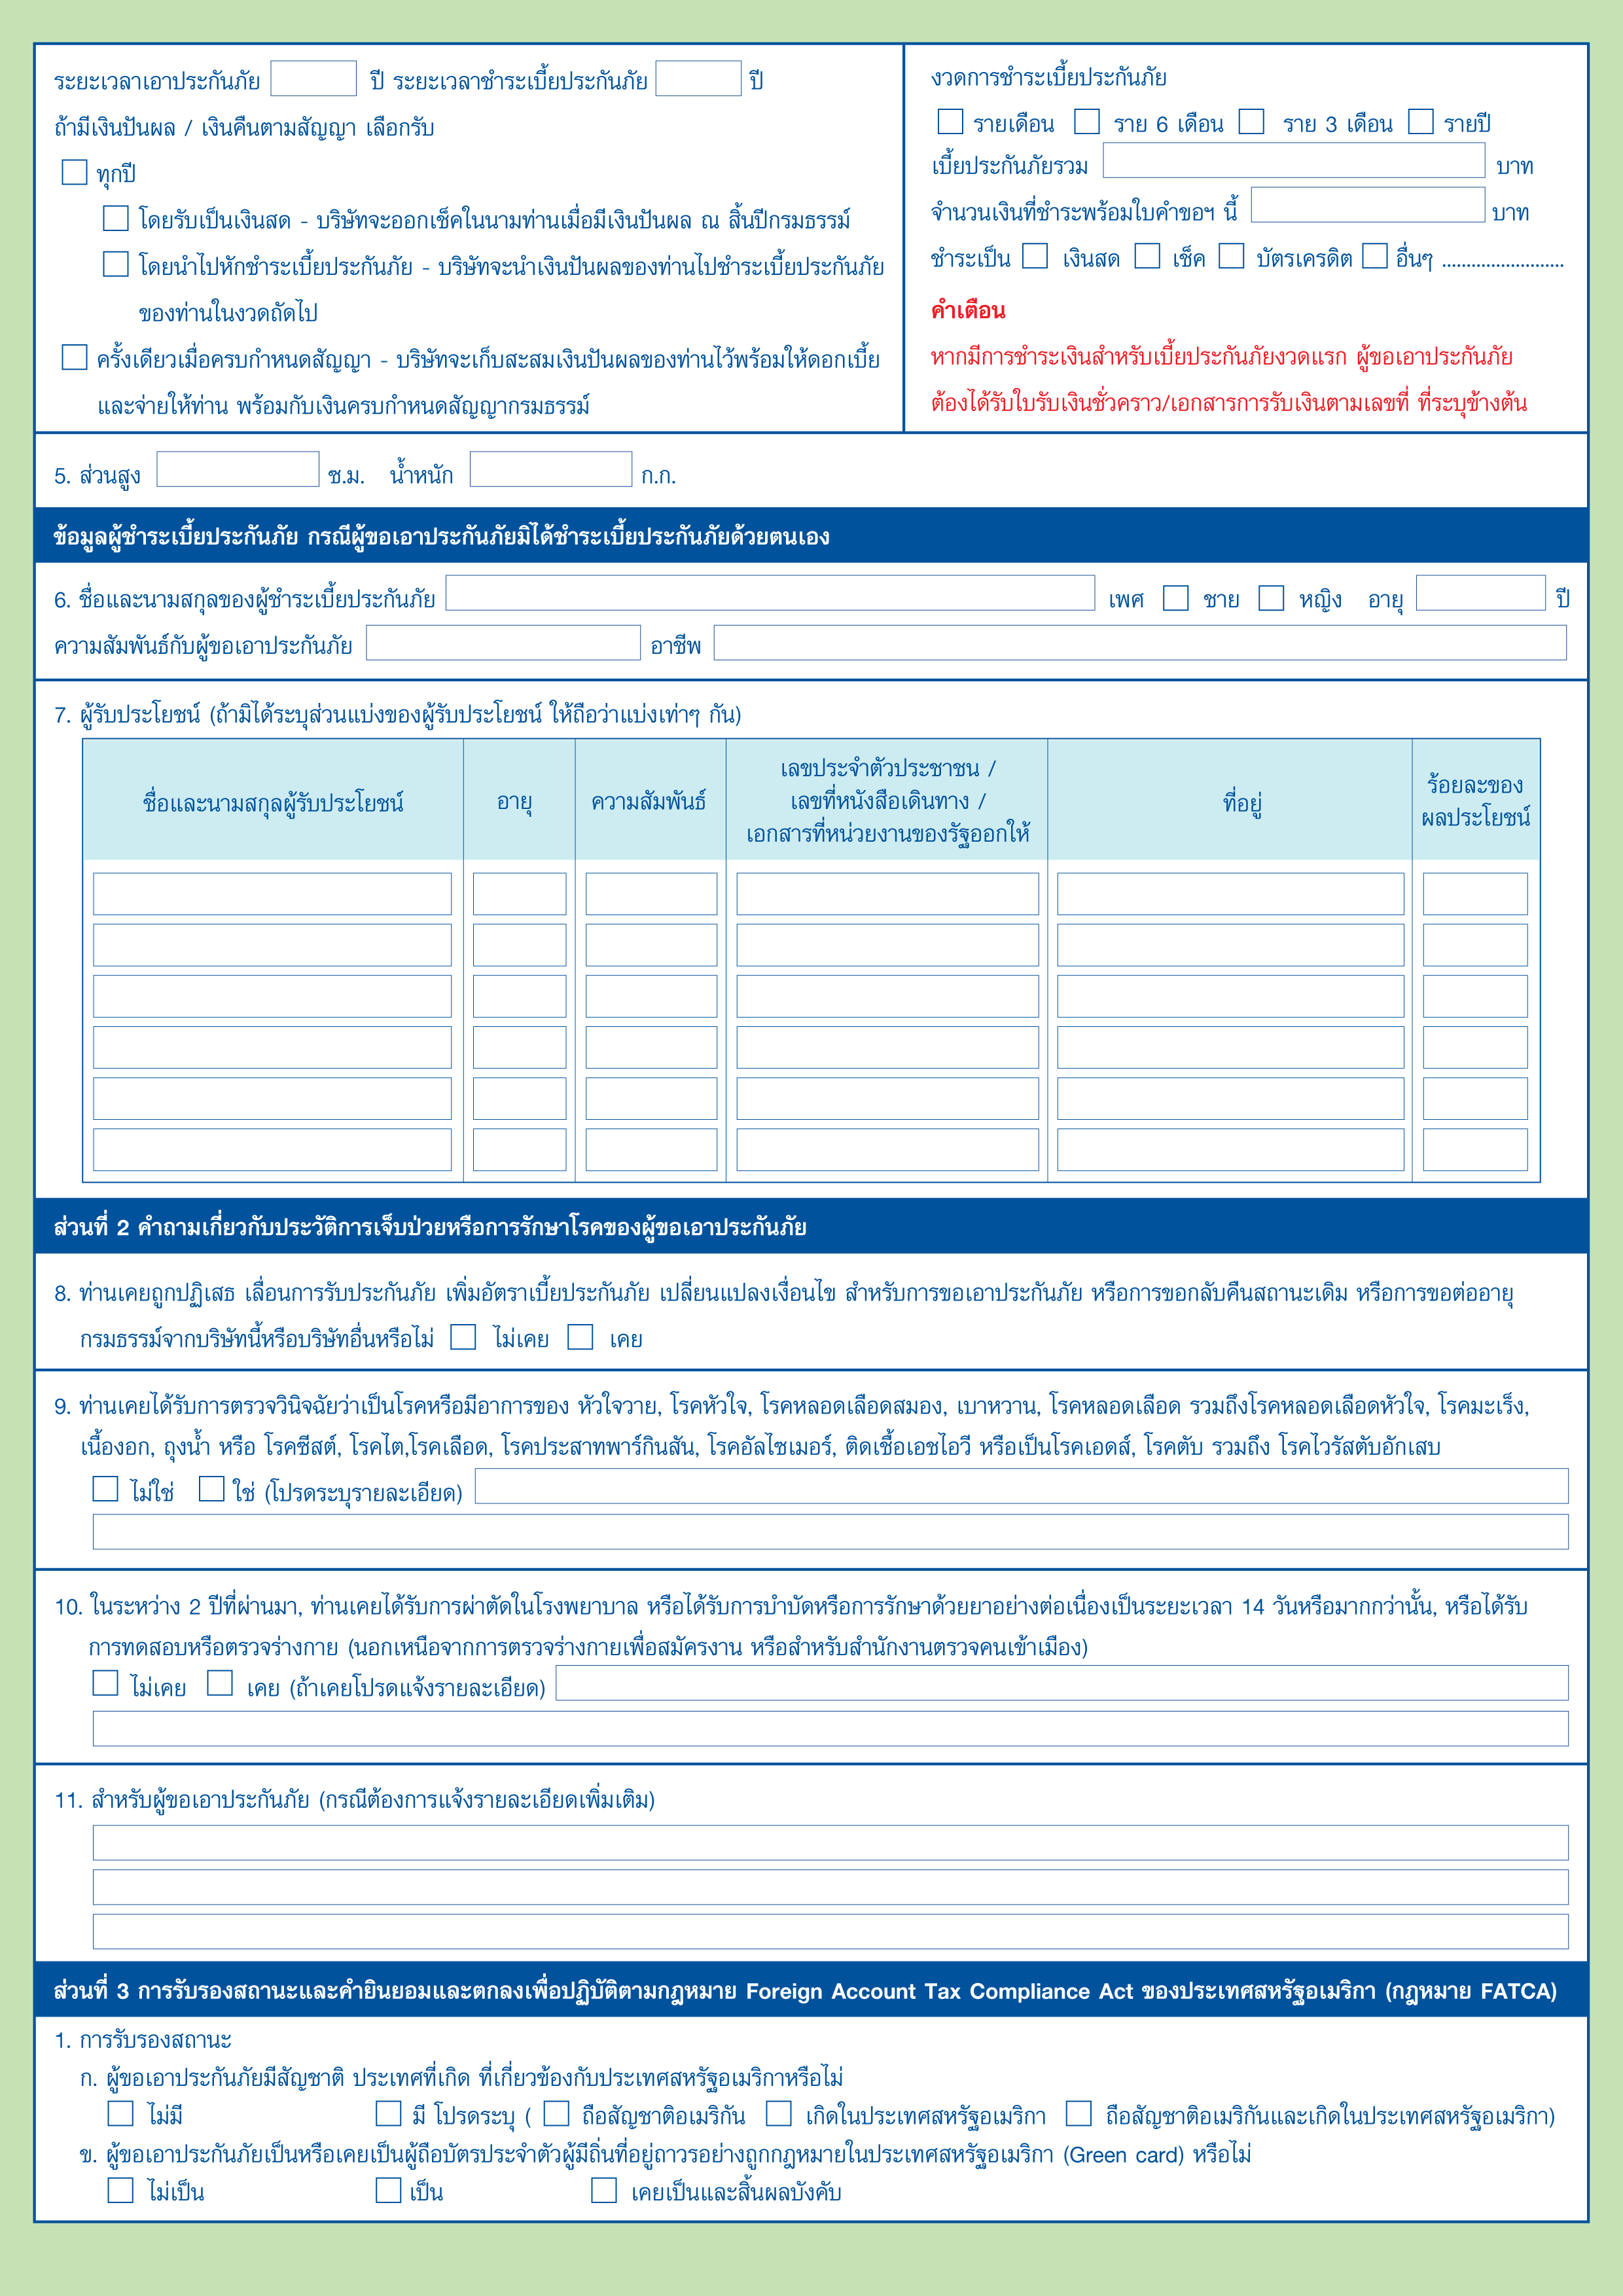 ระยะเวลาเอาประกันภัย ปี ระยะเวลาชำระเบี้ยประกันภัย ปี
ถ้ามีเงินปันผล / เงินคืนตามสัญญา เลือกรับ
ทุกปี
โดยรับเป็นเงินสด - บริษัทจะออกเช็คในนามท่านเมื่อมีเงินปันผล ณ สิ้นปีกรมธรรม์
โดยนำไปหักชำระเบี้ยประกันภัย - บริษัทจะนำเงินปันผลของท่านไปชำระเบี้ยประกันภัย
ของท่านในงวดถัดไป
ครั้งเดียวเมื่อครบกำหนดสัญญา - บริษัทจะเก็บสะสมเงินปันผลของท่านไว้พร้อมให้ดอกเบี้ย
และจ่ายให้ท่าน พร้อมกับเงินครบกำหนดสัญญากรมธรรม์
งวดการชำระเบี้ยประกันภัย
รายเดือน ราย 6 เดือน ราย 3 เดือน รายปี
เบี้ยประกันภัยรวม บาท
จำนวนเงินที่ชำระพร้อมใบคำขอฯ นี้ บาท
ชำระเป็น เงินสด เช็ค บัตรเครดิต อื่นๆ .........................
คำเตือน
หากมีการชำระเงินสำหรับเบี้ยประกันภัยงวดแรก ผู้ขอเอาประกันภัย
ต้องได้รับใบรับเงินชั่วคราว/เอกสารการรับเงินตามเลขที่ ที่ระบุข้างต้น
5. ส่วนสูง ซ.ม. น้ำหนัก ก.ก.
ข้อมูลผู้ชำระเบี้ยประกันภัย กรณีผู้ขอเอาประกันภัยมิได้ชำระเบี้ยประกันภัยด้วยตนเอง
6. ชื่อและนามสกุลของผู้ชำระเบี้ยประกันภัย เพศ ชาย หญิง อายุ ปี
ความสัมพันธ์กับผู้ขอเอาประกันภัย อาชีพ
7. ผู้รับประโยชน์ (ถ้ามิได้ระบุส่วนแบ่งของผู้รับประโยชน์ ให้ถือว่าแบ่งเท่าๆ กัน)
ชื่อและนามสกุลผู้รับประโยชน์
อายุ
ความสัมพันธ์
เลขประจำตัวประชาชน /
เลขที่หนังสือเดินทาง /
เอกสารที่หน่วยงานของรัฐออกให้
ที่อยู่
ร้อยละของ
ผลประโยชน์
ส่วนที่ 2 คำถามเกี่ยวกับประวัติการเจ็บป่วยหรือการรักษาโรคของผู้ขอเอาประกันภัย
8. ท่านเคยถูกปฏิเสธ เลื่อนการรับประกันภัย เพิ่มอัตราเบี้ยประกันภัย เปลี่ยนแปลงเงื่อนไข สำหรับการขอเอาประกันภัย หรือการขอกลับคืนสถานะเดิม หรือการขอต่ออายุ
กรมธรรม์จากบริษัทนี้หรือบริษัทอื่นหรือไม่ ไม่เคย เคย
9. ท่านเคยได้รับการตรวจวินิจฉัยว่าเป็นโรคหรือมีอาการของ หัวใจวาย, โรคหัวใจ, โรคหลอดเลือดสมอง, เบาหวาน, โรคหลอดเลือด รวมถึงโรคหลอดเลือดหัวใจ, โรคมะเร็ง,
เนื้องอก, ถุงน้ำ หรือ โรคซีสต์, โรคไต,โรคเลือด, โรคประสาทพาร์กินสัน, โรคอัลไซเมอร์, ติดเชื้อเอชไอวี หรือเป็นโรคเอดส์, โรคตับ รวมถึง โรคไวรัสตับอักเสบ
ไม่ใช่ ใช่ (โปรดระบุรายละเอียด)
10. ในระหว่าง 2 ปีที่ผ่านมา, ท่านเคยได้รับการผ่าตัดในโรงพยาบาล หรือได้รับการบำบัดหรือการรักษาด้วยยาอย่างต่อเนื่องเป็นระยะเวลา 14 วันหรือมากกว่านั้น, หรือได้รับ
การทดสอบหรือตรวจร่างกาย (นอกเหนือจากการตรวจร่างกายเพื่อสมัครงาน หรือสำหรับสำนักงานตรวจคนเข้าเมือง)
ไม่เคย เคย (ถ้าเคยโปรดแจ้งรายละเอียด)
11. สำหรับผู้ขอเอาประกันภัย (กรณีต้องการแจ้งรายละเอียดเพิ่มเติม)
ส่วนที่ 3 การรับรองสถานะและคำยินยอมและตกลงเพื่อปฏิบัติตามกฎหมาย Foreign Account Tax Compliance Act ของประเทศสหรัฐอเมริกา (กฎหมาย FATCA)
1. การรับรองสถานะ
ก. ผู้ขอเอาประกันภัยมีสัญชาติ ประเทศที่เกิด ที่เกี่ยวข้องกับประเทศสหรัฐอเมริกาหรือไม่
ไม่มี มี โปรดระบุ ( ถือสัญชาติอเมริกัน เกิดในประเทศสหรัฐอเมริกา ถือสัญชาติอเมริกันและเกิดในประเทศสหรัฐอเมริกา)
ข. ผู้ขอเอาประกันภัยเป็นหรือเคยเป็นผู้ถือบัตรประจำตัวผู้มีถิ่นที่อยู่ถาวรอย่างถูกกฎหมายในประเทศสหรัฐอเมริกา (Green card) หรือไม่
ไม่เป็น เป็น เคยเป็นและสิ้นผลบังคับ